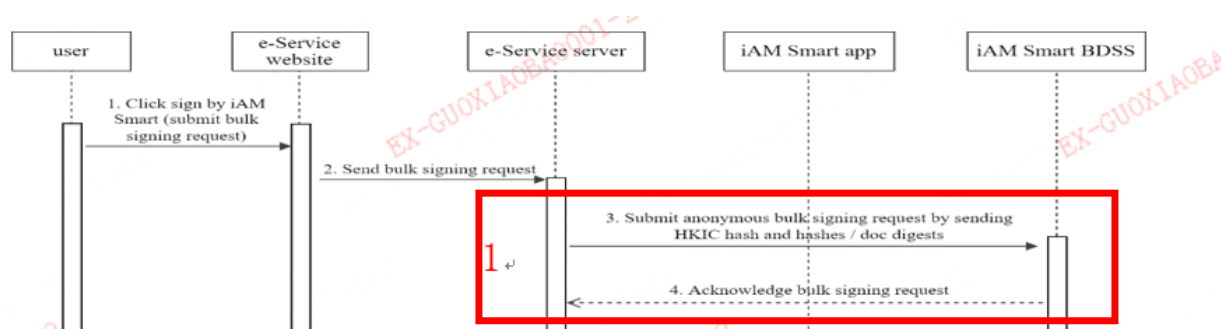 user
e-Service
website
e-Service server
iAM Smart app
iAM Smart BDSS
1. Click sign by iAM
Smart (submit bulk
signing request)
2. Send bulk signing request
3. Submit anonymous bulk signing request by sending
HKIC hash and hashes / doc digests
1
4. Acknowledge bulk signing request
EX-GUOXIAOBA0001-
EX-GUOXIAOBA